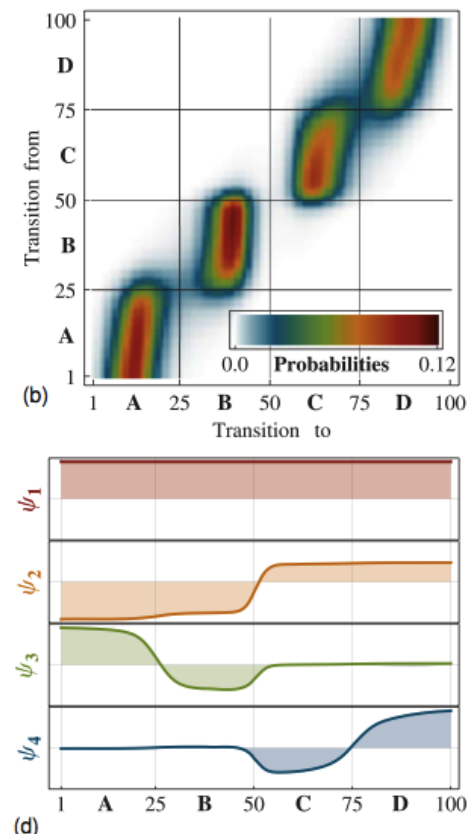 100
D
75
C
50
B
25
A
1
Transition from
0.0 Probabilities 0.12
(b)
1 A 25 B 50 C 75 D 100
Transition to
ψ1
ψ2
ψ3
ψ4
1 A 25 B 50 C 75 D 100
(d)